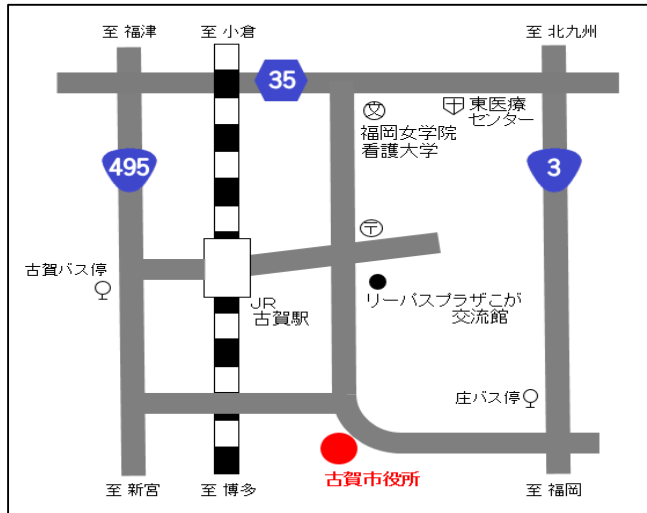 至 福津
至 小倉
至 北九州
35
東医療
センター
福岡女学院
看護大学
495
3
古賀バス停
JR
古賀駅
リーバスプラザこが
交流館
庄バス停
古賀市役所
至 新宮
至 博多
至 福岡